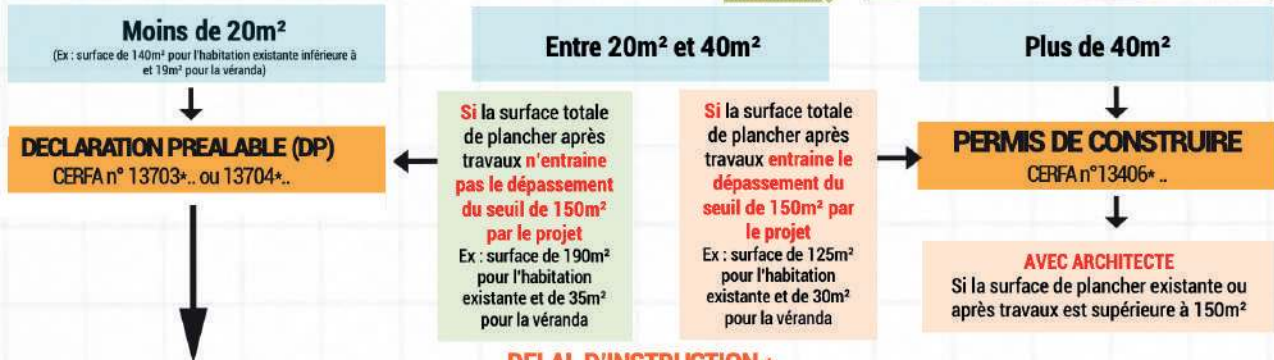 Moins de 20m²
(Ex : surface de 140m² pour l'habitation existante inférieure à
et 19m² pour la véranda)
DECLARATION PREALABLE (DP)
CERFA n° 13703*.. ou 13704*..
Entre 20m² et 40m²
Si la surface totale
de plancher après
travaux n'entraine
pas le dépassement
du seuil de 150m²
par le projet
Ex : surface de 190m²
pour l'habitation
existante et de 35m²
pour la véranda
Si la surface totale
de plancher après
travaux entraine le
dépassement du
seuil de 150m² par
le projet
Ex : surface de 125m²
pour l'habitation
existante et de 30m²
pour la véranda
Plus de 40m²
PERMIS DE CONSTRUIRE
CERFA n°13406* ..
AVEC ARCHITECTE
Si la surface de plancher existante ou
après travaux est supérieure à 150m²
DELAI D'INSTRUCTION :